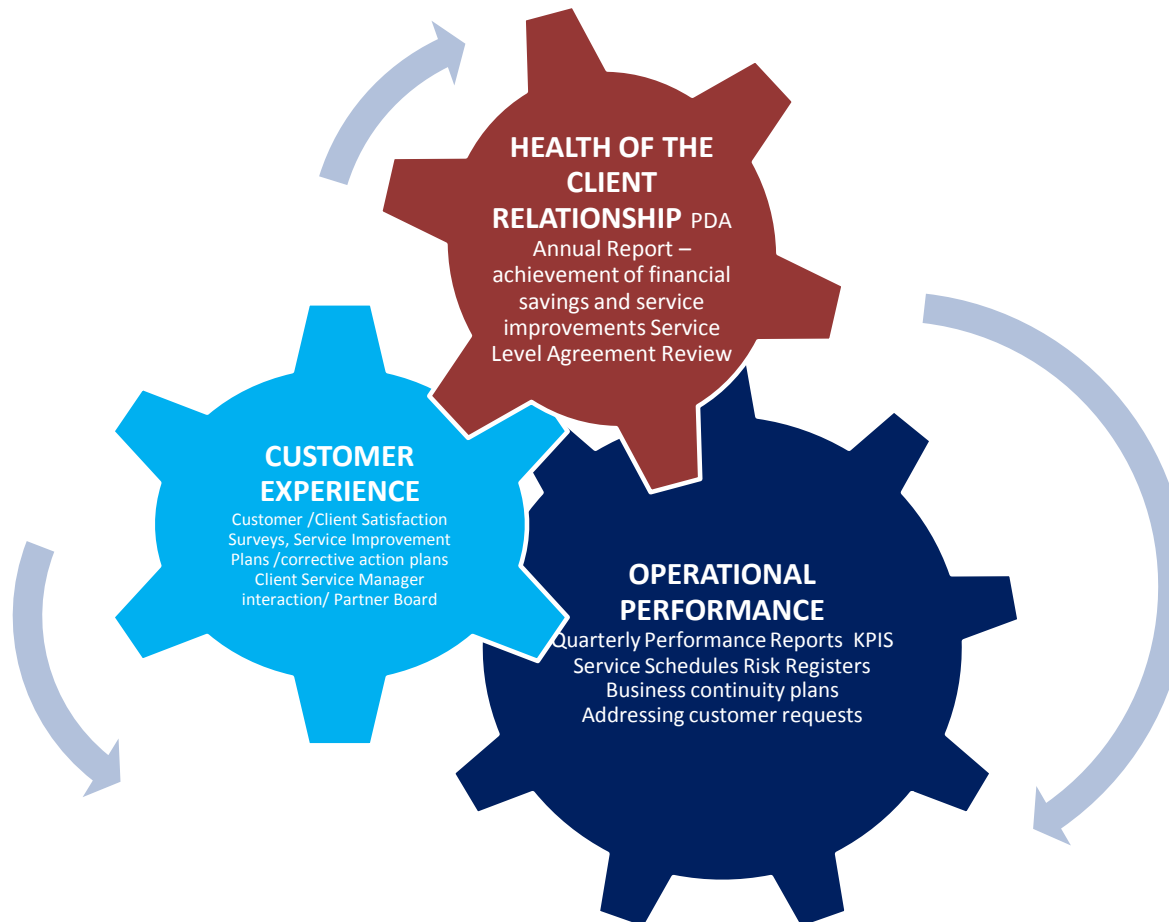 HEALTH OF THE
CLIENT
RELATIONSHIP PDA
Annual Report –
achievement of financial
savings and service
improvements Service
Level Agreement Review
CUSTOMER
EXPERIENCE
Customer /Client Satisfaction
Surveys, Service Improvement
Plans /corrective action plans
Client Service Manager
interaction/ Partner Board
OPERATIONAL
PERFORMANCE
Quarterly Performance Reports KPIS
Service Schedules Risk Registers
Business continuity plans
Addressing customer requests